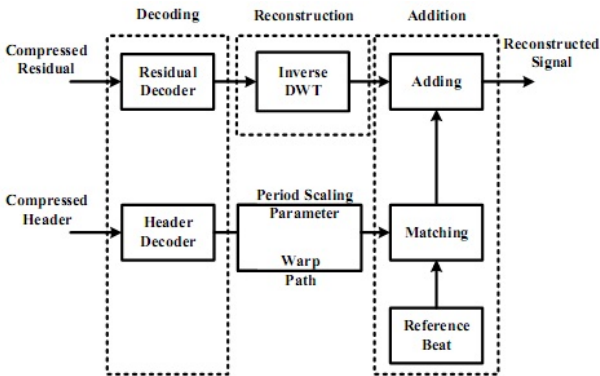 Decoding Reconstruction Addition
Compressed
Residual
Reconstructed
Signal
Residual
Decoder
Inverse
DWT
Adding
Compressed
Header
Header
Decoder
Period Scaling
Parameter
Warp
Path
Matching
Reference
Beat